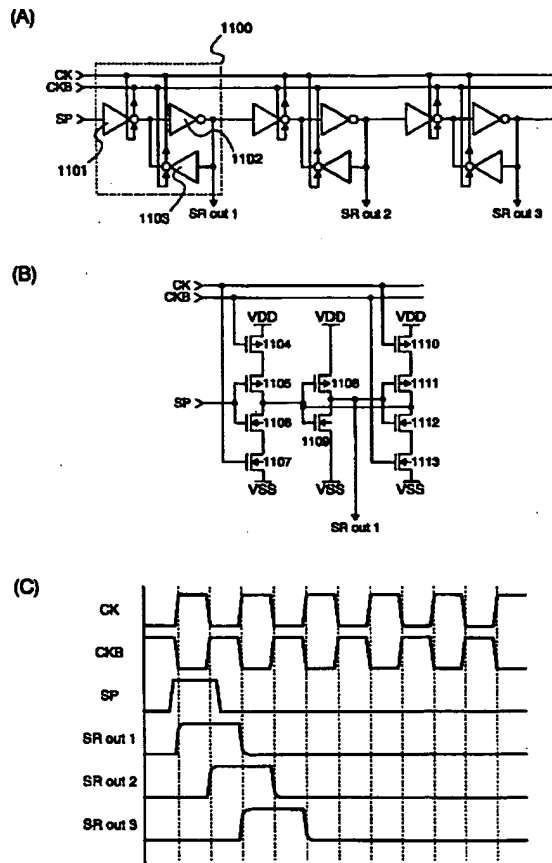 (A)
1100
CK
CKB
SP
1101
1102
1103
SR out 1
SR out 2
SR out 3
(B)
CK
CKB
VDD
VDD
VDD
1104
1110
1105
1108
1111
SP
1106
1109
1112
1107
1113
VSS
VSS
VSS
SR out 1
(C)
CK
CKB
SP
SR out 1
SR out 2
SR out 3